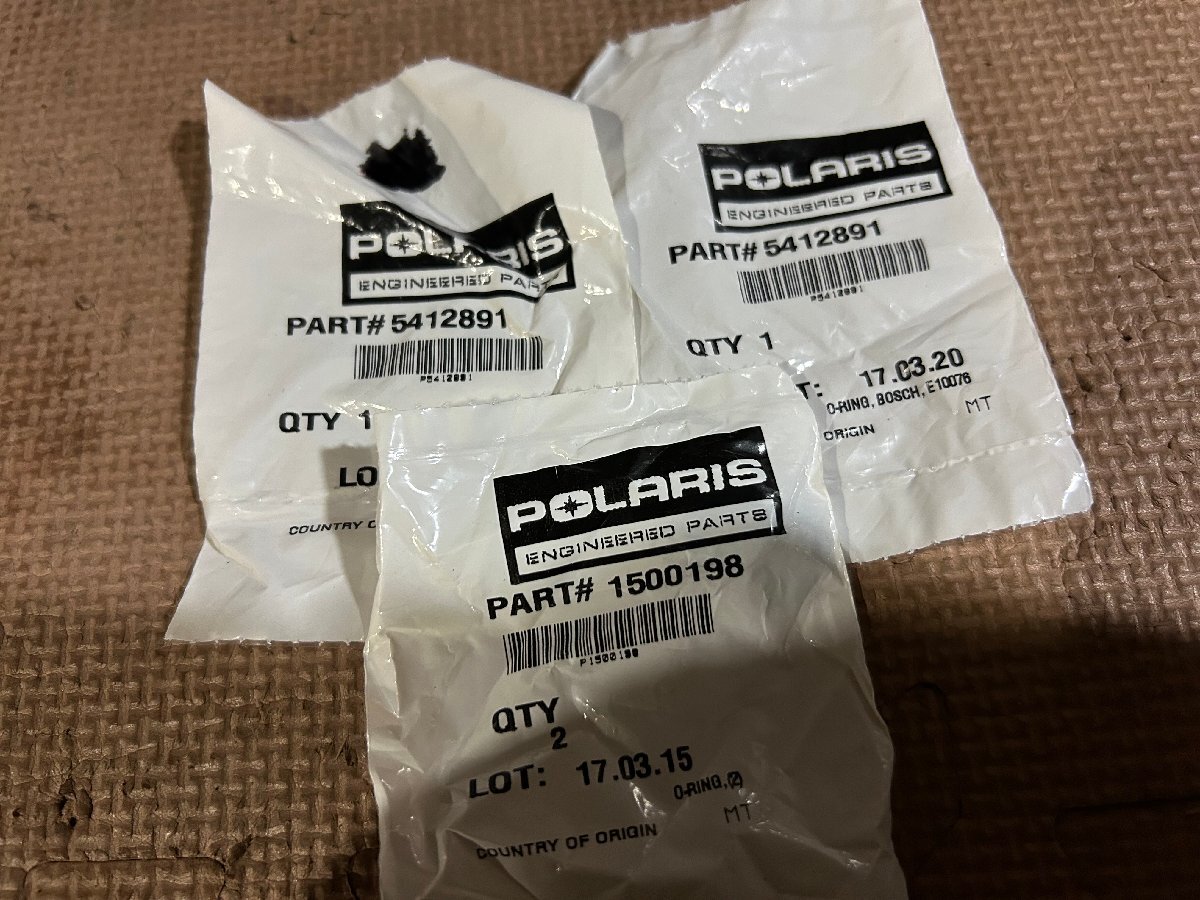 POLARIS
ENGINEERED PARTS
PART# 5412891
P5412891
QTY 1
LO
COUNTRY O
POLARIS
ENGINEERED PARTS
PART# 5412891
P5412891
QTY 1
T: 17.03.20
O-RING, BOSCH, E10076
MT
ORIGIN
POLARIS
ENGINEERED PARTS
PART# 1500198
P1500198
QTY
2
LOT: 17.03.15
O-RING,
MT
COUNTRY OF ORIGIN